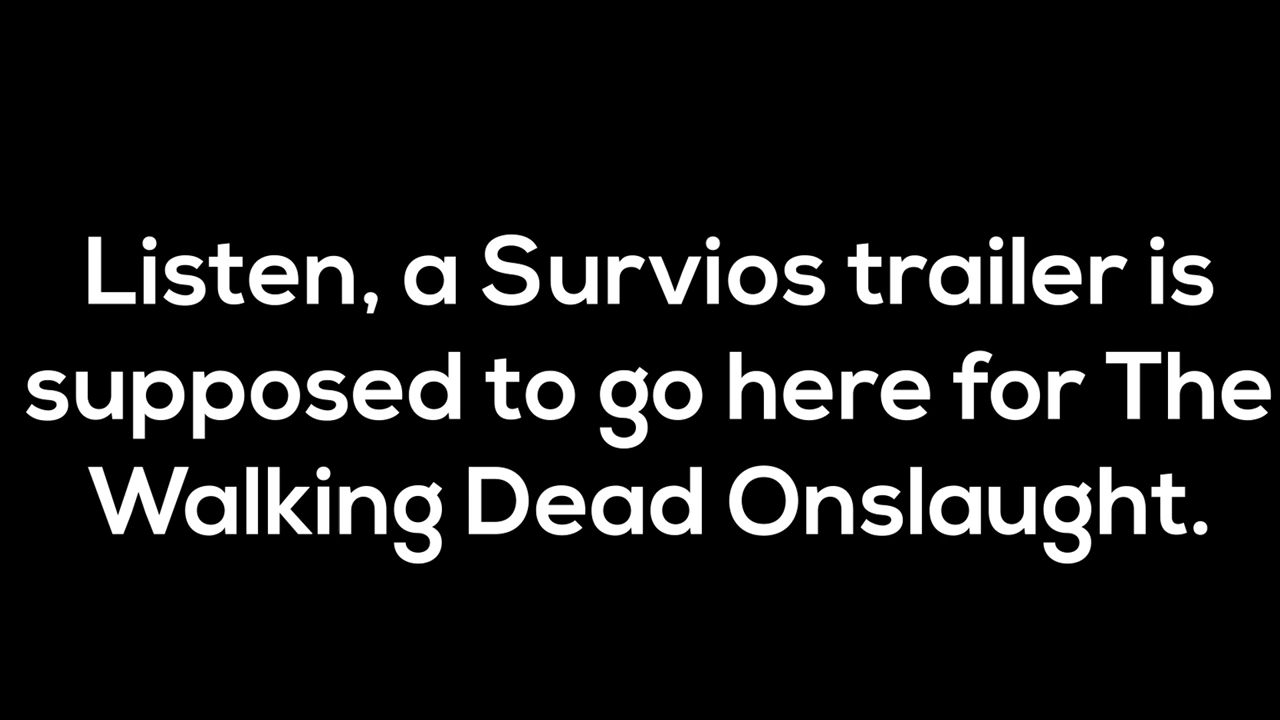 Listen, a Survios trailer is
supposed to go here for The
Walking Dead Onslaught.